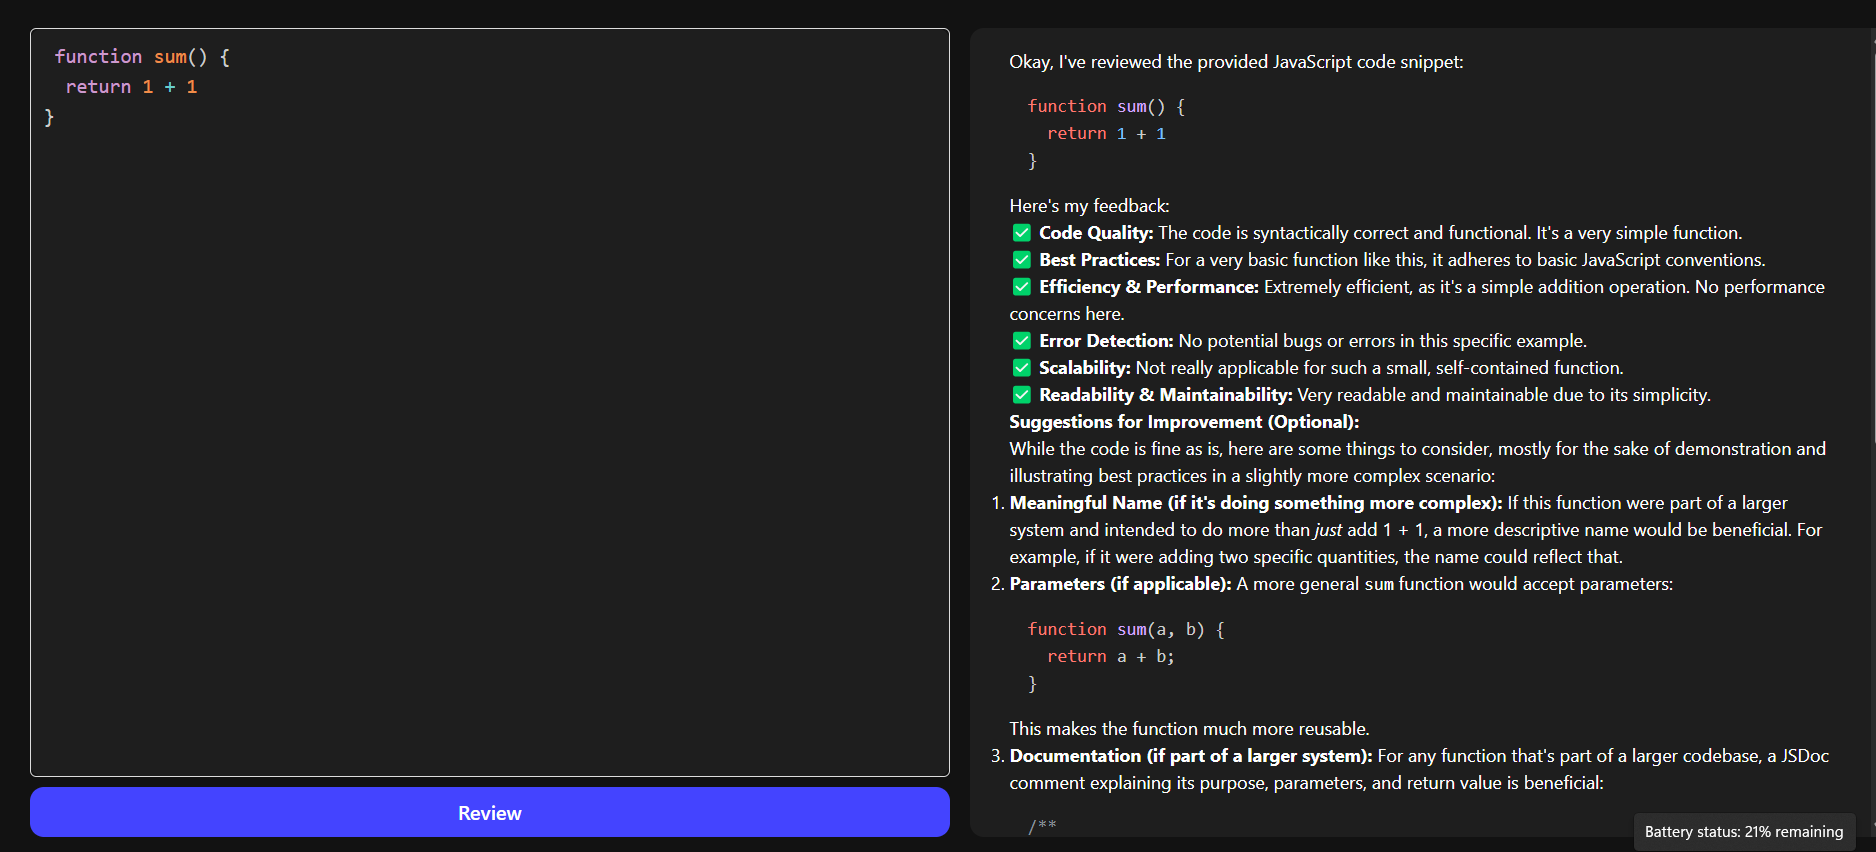 function sum() {
return 1 + 1
}
Review
Okay, I've reviewed the provided JavaScript code snippet:
function sum() {
return 1 + 1
}
Here's my feedback:
✅ Code Quality: The code is syntactically correct and functional. It's a very simple function.
✅ Best Practices: For a very basic function like this, it adheres to basic JavaScript conventions.
✅ Efficiency & Performance: Extremely efficient, as it's a simple addition operation. No performance
concerns here.
✅ Error Detection: No potential bugs or errors in this specific example.
✅ Scalability: Not really applicable for such a small, self-contained function.
✅ Readability & Maintainability: Very readable and maintainable due to its simplicity.
Suggestions for Improvement (Optional):
While the code is fine as is, here are some things to consider, mostly for the sake of demonstration and
illustrating best practices in a slightly more complex scenario:
1. Meaningful Name (if it's doing something more complex): If this function were part of a larger
system and intended to do more than just add 1 + 1, a more descriptive name would be beneficial. For
example, if it were adding two specific quantities, the name could reflect that.
2. Parameters (if applicable): A more general sum function would accept parameters:
function sum(a, b) {
return a + b;
}
This makes the function much more reusable.
3. Documentation (if part of a larger system): For any function that's part of a larger codebase, a JSDoc
comment explaining its purpose, parameters, and return value is beneficial:
/**
Battery status: 21% remaining